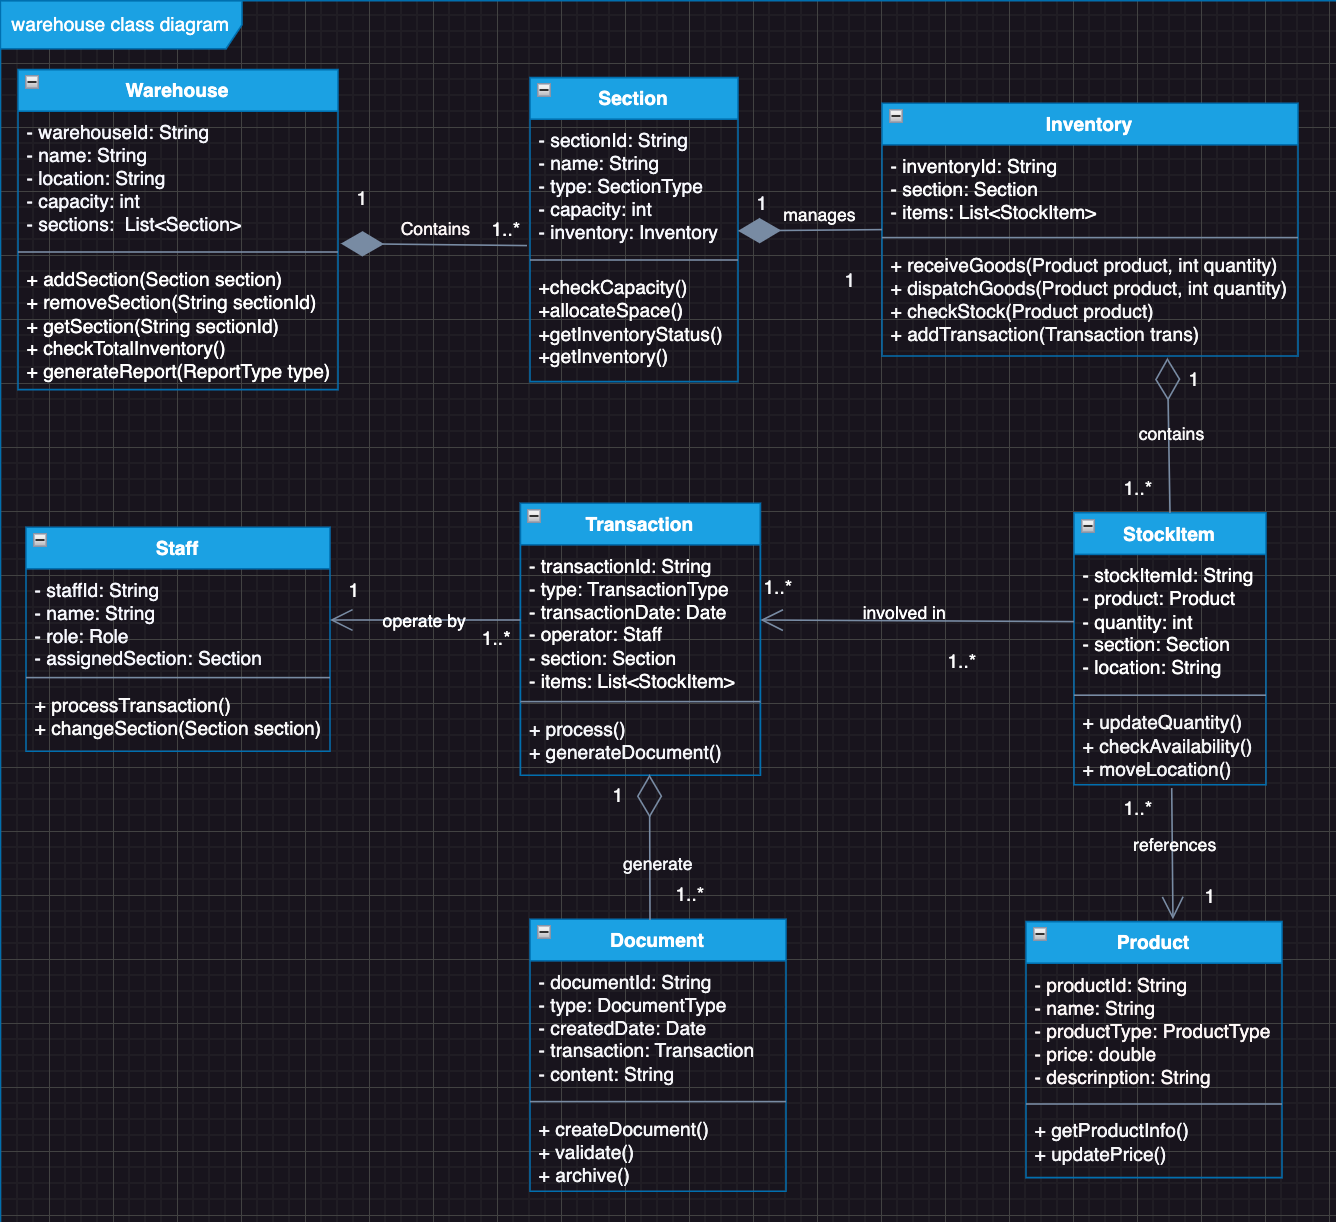 warehouse class diagram
Warehouse
- warehouseId: String
- name: String
- location: String
- capacity: int
- sections:  List<Section>
+ addSection(Section section)
+ removeSection(String sectionId)
+ getSection(String sectionId)
+ checkTotalInventory()
+ generateReport(ReportType type)
1
Contains
1..*
Section
- sectionId: String
- name: String
- type: SectionType
- capacity: int
- inventory: Inventory
+checkCapacity()
+allocateSpace()
+getInventoryStatus()
+getInventory()
1
manages
1
Inventory
- inventoryId: String
- section: Section
- items: List<StockItem>
+ receiveGoods(Product product, int quantity)
+ dispatchGoods(Product product, int quantity)
+ checkStock(Product product)
+ addTransaction(Transaction trans)
1
contains
1..*
Staff
- staffId: String
- name: String
- role: Role
- assignedSection: Section
+ processTransaction()
+ changeSection(Section section)
1
operate by
1..*
Transaction
- transactionId: String
- type: TransactionType
- transactionDate: Date
- operator: Staff
- section: Section
- items: List<StockItem>
+ process()
+ generateDocument()
1..*
involved in
1..*
StockItem
- stockItemId: String
- product: Product
- quantity: int
- section: Section
- location: String
+ updateQuantity()
+ checkAvailability()
+ moveLocation()
1
generate
1..*
1..*
references
1
Document
- documentId: String
- type: DocumentType
- createdDate: Date
- transaction: Transaction
- content: String
+ createDocument()
+ validate()
+ archive()
Product
- productId: String
- name: String
- productType: ProductType
- price: double
- descrinption: String
+ getProductInfo()
+ updatePrice()